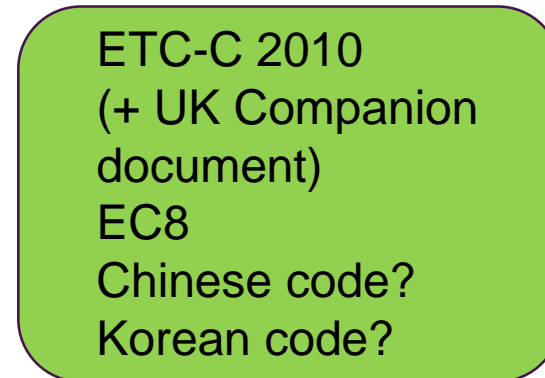 ETC-C 2010
(+ UK Companion
document)
EC8
Chinese code?
Korean code?